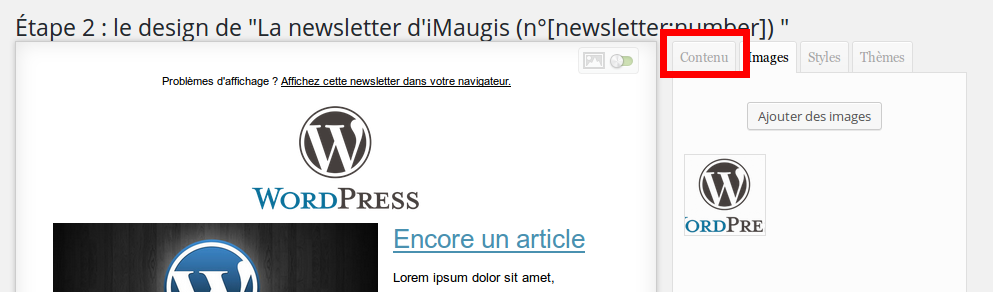 Étape 2 : le design de "La newsletter d'iMaugis (n°[newsletter:number]) "
Contenu Images Styles Thèmes
Problèmes d'affichage ? Affichez cette newsletter dans votre navigateur.
WORDPRESS
Encore un article
Lorem ipsum dolor sit amet,
Ajouter des images
ORDPRE